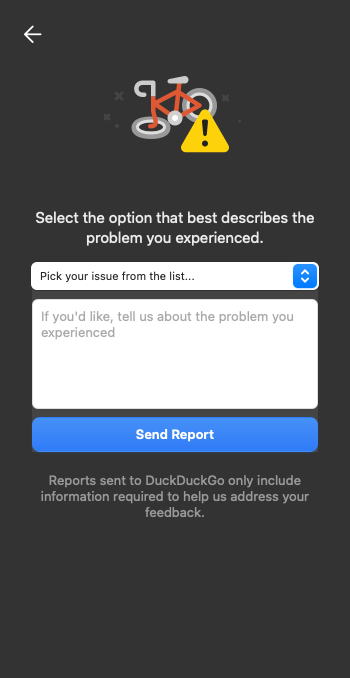 Select the option that best describes the
problem you experienced.
Pick your issue from the list...
If you'd like, tell us about the problem you
experienced
Send Report
Reports sent to DuckDuckGo only include
information required to help us address your
feedback.